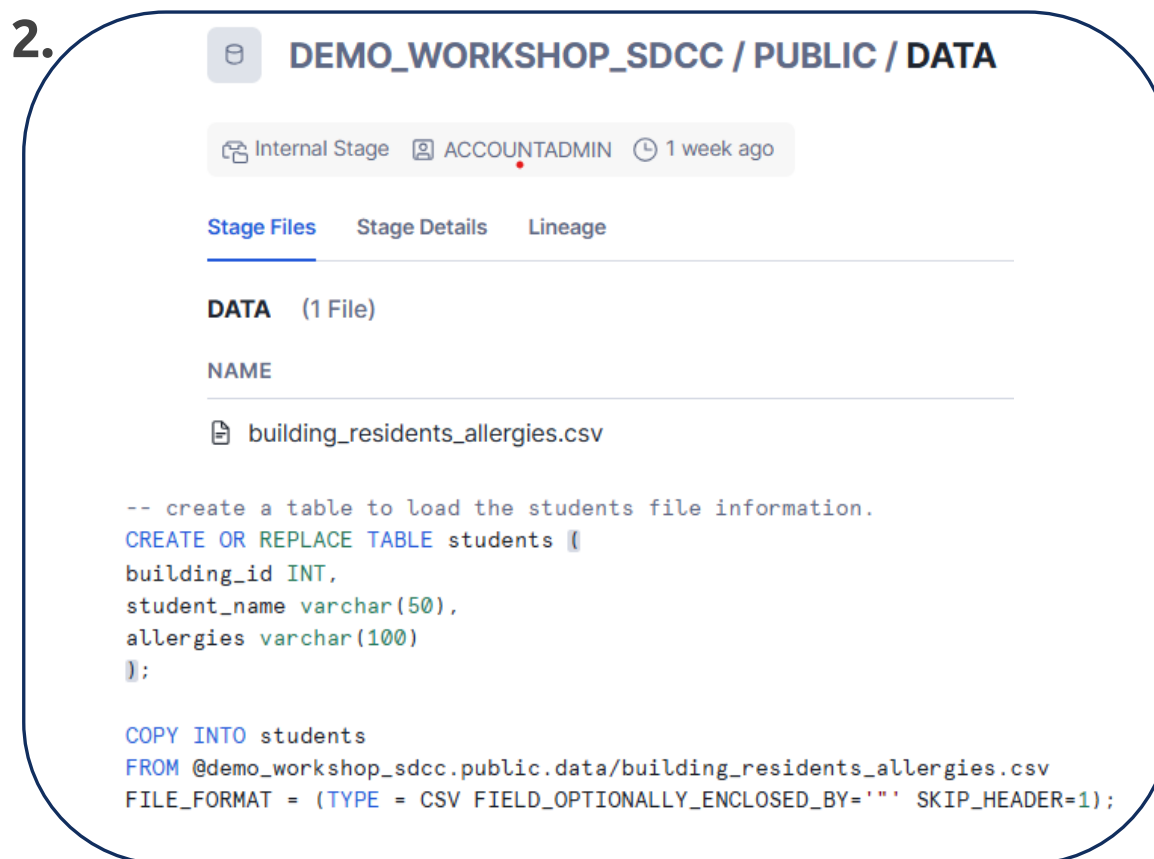 2.
DEMO_WORKSHOP_SDCC / PUBLIC / DATA
Internal Stage ACCOUNTADMIN 1 week ago
Stage Files Stage Details Lineage
DATA (1 File)
NAME
building_residents_allergies.csv
-- create a table to load the students file information.
CREATE OR REPLACE TABLE students (
building_id INT,
student_name varchar(50),
allergies varchar(100)
);
COPY INTO students
FROM @demo_workshop_sdcc.public.data/building_residents_allergies.csv
FILE_FORMAT = (TYPE = CSV FIELD_OPTIONALLY_ENCLOSED_BY='"' SKIP_HEADER=1);